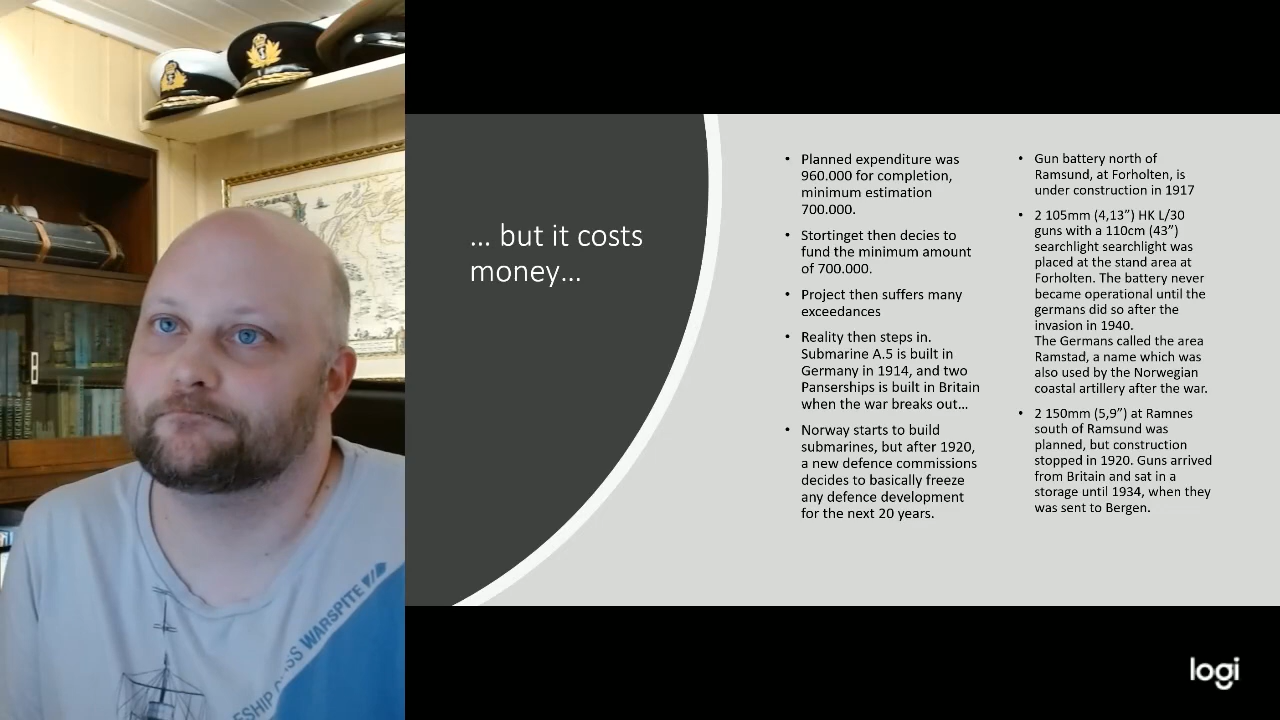 ... but it costs
money...
• Planned expenditure was
960.000 for completion,
minimum estimation
700.000.
• Stortinget then decies to
fund the minimum amount
of 700.000.
• Project then suffers many
exceedances
• Reality then steps in.
Submarine A.5 is built in
Germany in 1914, and two
Panserships is built in Britain
when the war breaks out…
• Norway starts to build
submarines, but after 1920,
a new defence commissions
decides to basically freeze
any defence development
for the next 20 years.
• Gun battery north of
Ramsund, at Forholten, is
under construction in 1917
• 2 105mm (4,13”) HK L/30
guns with a 110cm (43”)
searchlight searchlight was
placed at the stand area at
Forholten. The battery never
became operational until the
germans did so after the
invasion in 1940.
The Germans called the area
Ramstad, a name which was
also used by the Norwegian
coastal artillery after the war.
• 2 150mm (5,9”) at Ramnes
south of Ramsund was
planned, but construction
stopped in 1920. Guns arrived
from Britain and sat in a
storage until 1934, when they
was sent to Bergen.
WARSPITE
logi